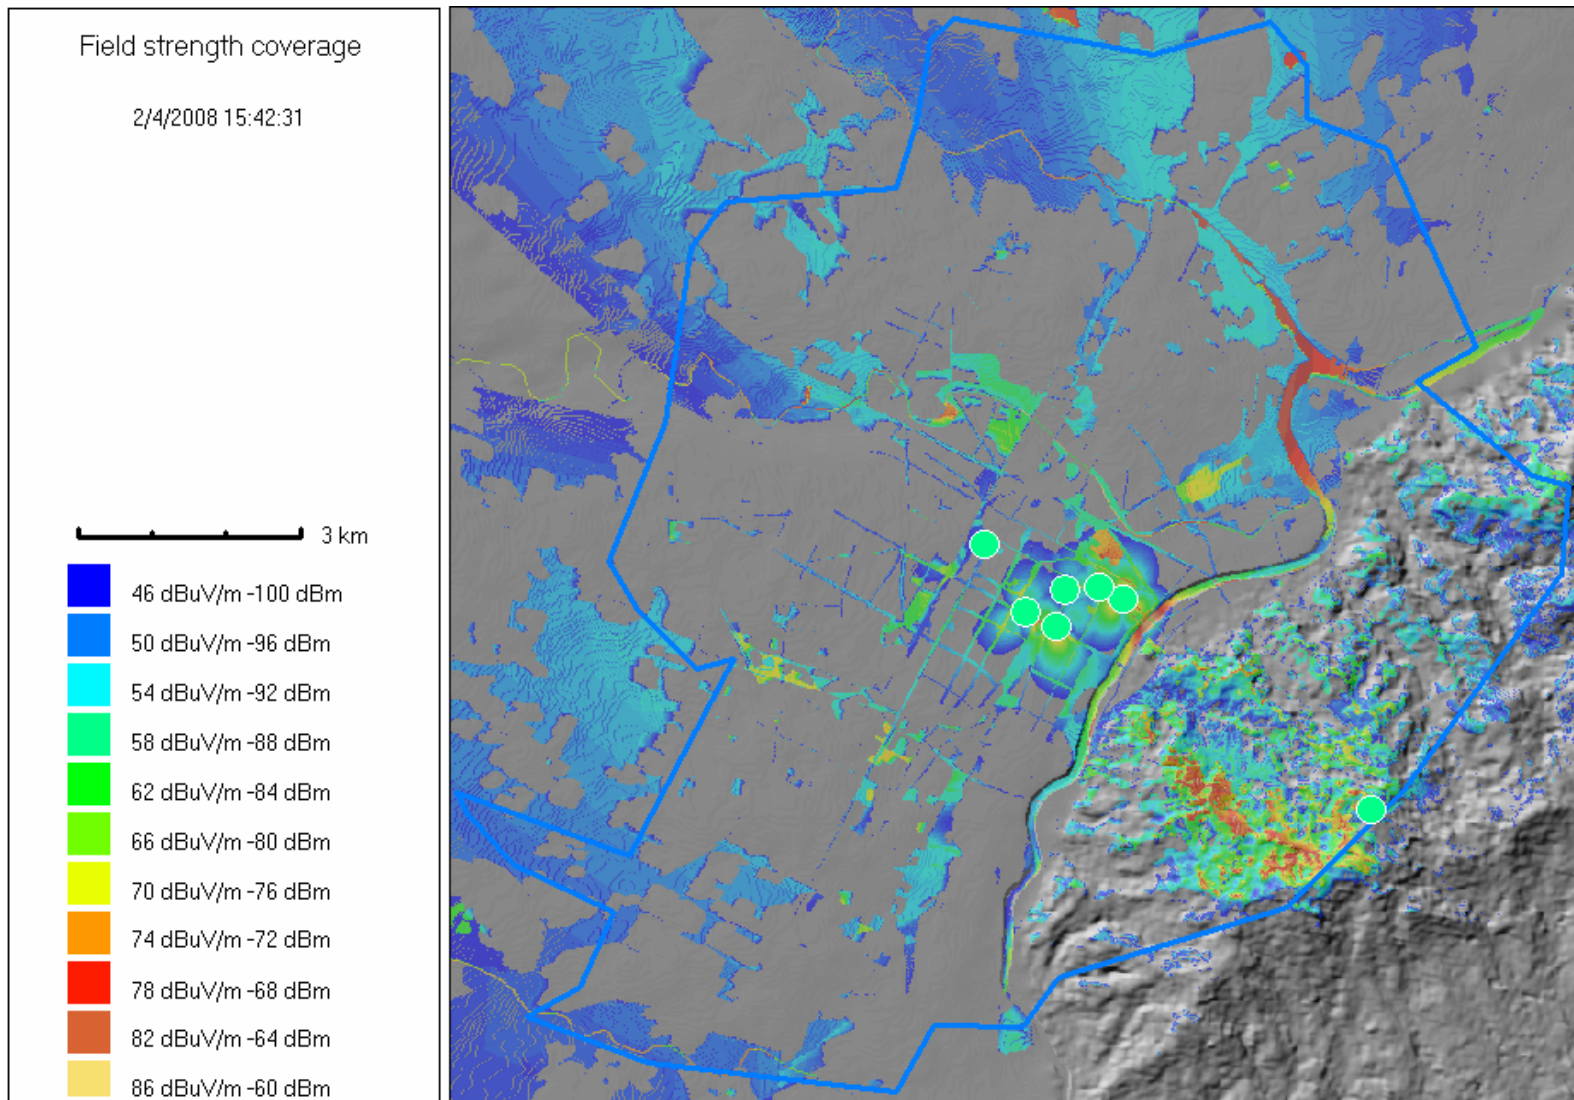 Field strength coverage
2/4/2008 15:42:31
3 km
46 dBuV/m -100 dBm
50 dBuV/m -96 dBm
54 dBuV/m -92 dBm
58 dBuV/m -88 dBm
62 dBuV/m -84 dBm
66 dBuV/m -80 dBm
70 dBuV/m -76 dBm
74 dBuV/m -72 dBm
78 dBuV/m -68 dBm
82 dBuV/m -64 dBm
86 dBuV/m -60 dBm